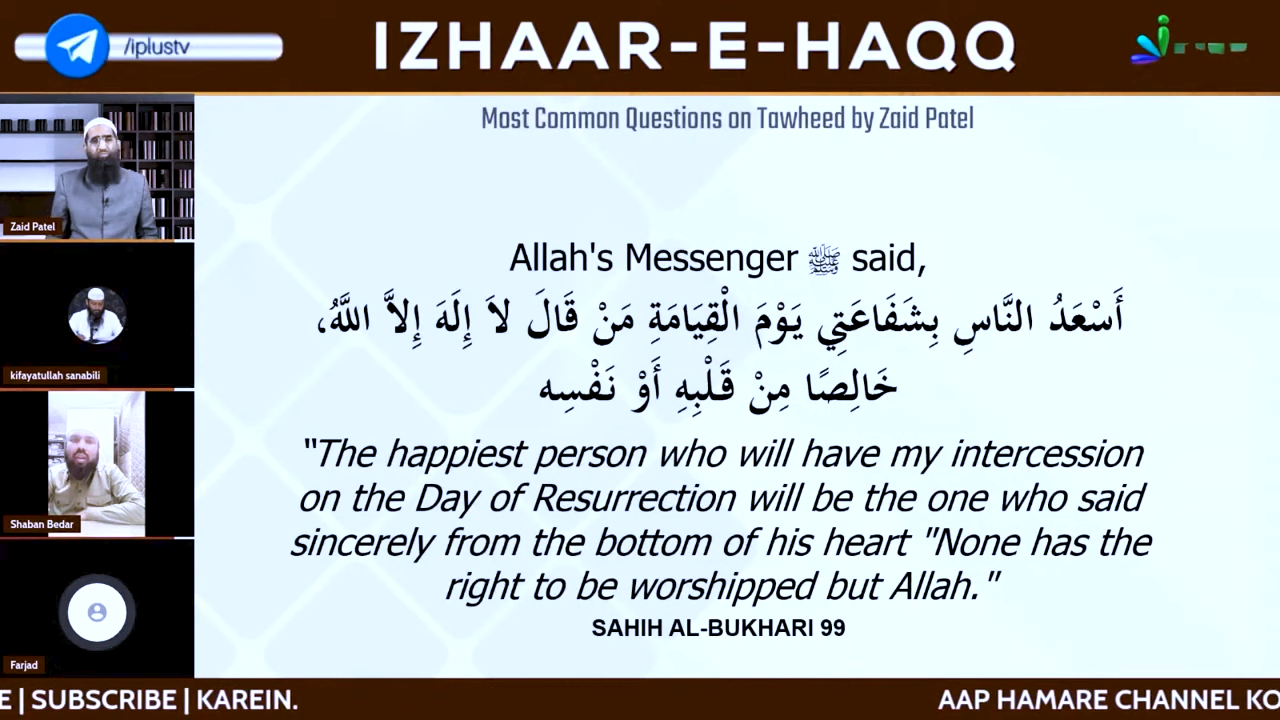 /iplustv
IZHAAR-E-HAQQ
Most Common Questions on Tawheed by Zaid Patel
Zaid Patel
kifayatullah sanabili
Shaban Bedar
Farjad
Allah's Messenger ﷺ said,
أَسْعَدُ النَّاسِ بِشَفَاعَتِي يَوْمَ الْقِيَامَةِ مَنْ قَالَ لاَ إِلَهَ إِلاَّ اللَّهُ،
خَالِصًا مِنْ قَلْبِهِ أَوْ نَفْسِه
"The happiest person who will have my intercession
on the Day of Resurrection will be the one who said
sincerely from the bottom of his heart "None has the
right to be worshipped but Allah."
SAHIH AL-BUKHARI 99
E | SUBSCRIBE | KAREIN.
AAP HAMARE CHANNEL KO